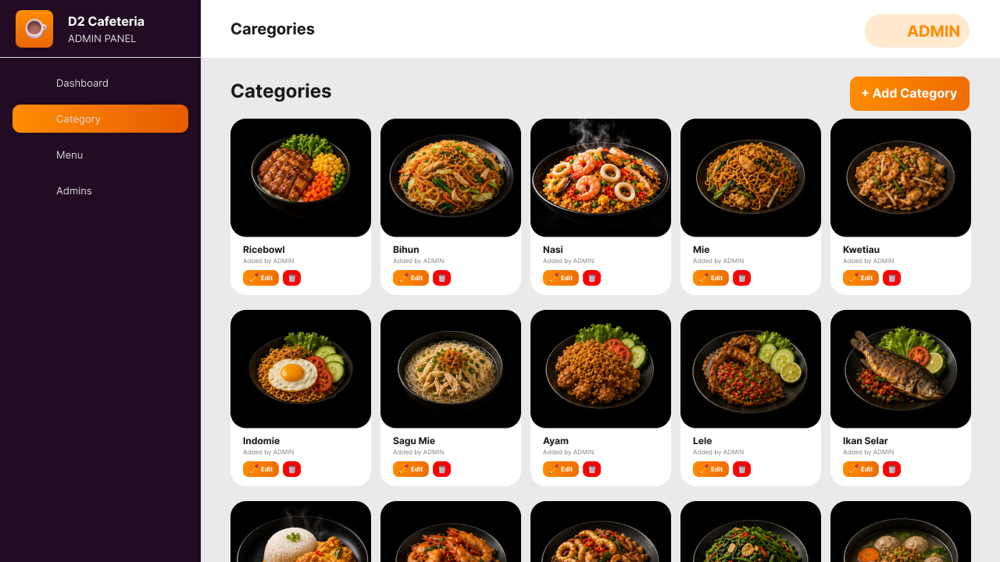 D2 Cafeteria
ADMIN PANEL
Dashboard
Category
Menu
Admins
Caregories
ADMIN
Categories
+ Add Category
Ricebowl
Added by ADMIN
Edit
Bihun
Added by ADMIN
Edit
Nasi
Added by ADMIN
Edit
Mie
Added by ADMIN
Edit
Kwetiau
Added by ADMIN
Edit
Indomie
Added by ADMIN
Edit
Sagu Mie
Added by ADMIN
Edit
Ayam
Added by ADMIN
Edit
Lele
Added by ADMIN
Edit
Ikan Selar
Added by ADMIN
Edit